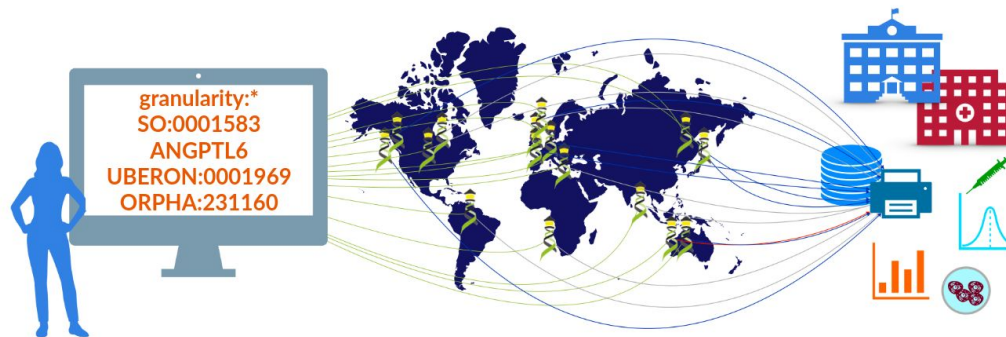 granularity:*
SO:0001583
ANGPTL6
UBERON:0001969
ORPHA:231160